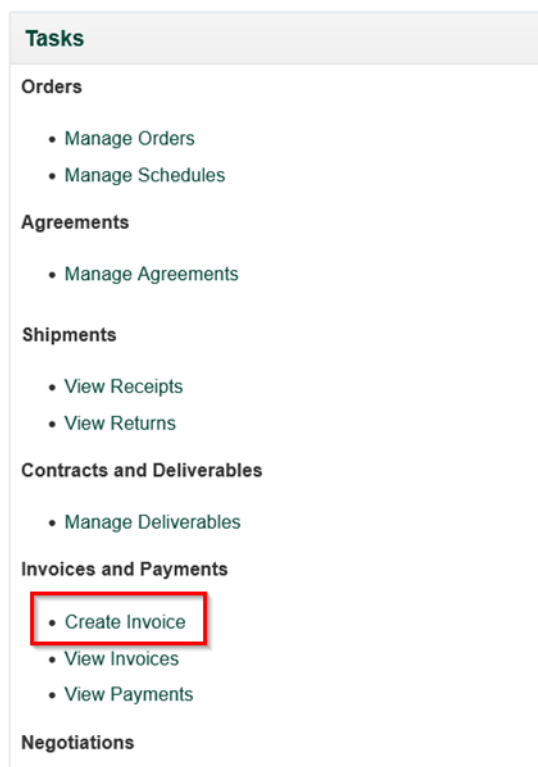 Tasks
Orders
• Manage Orders
• Manage Schedules
Agreements
• Manage Agreements
Shipments
• View Receipts
• View Returns
Contracts and Deliverables
• Manage Deliverables
Invoices and Payments
• Create Invoice
• View Invoices
• View Payments
Negotiations